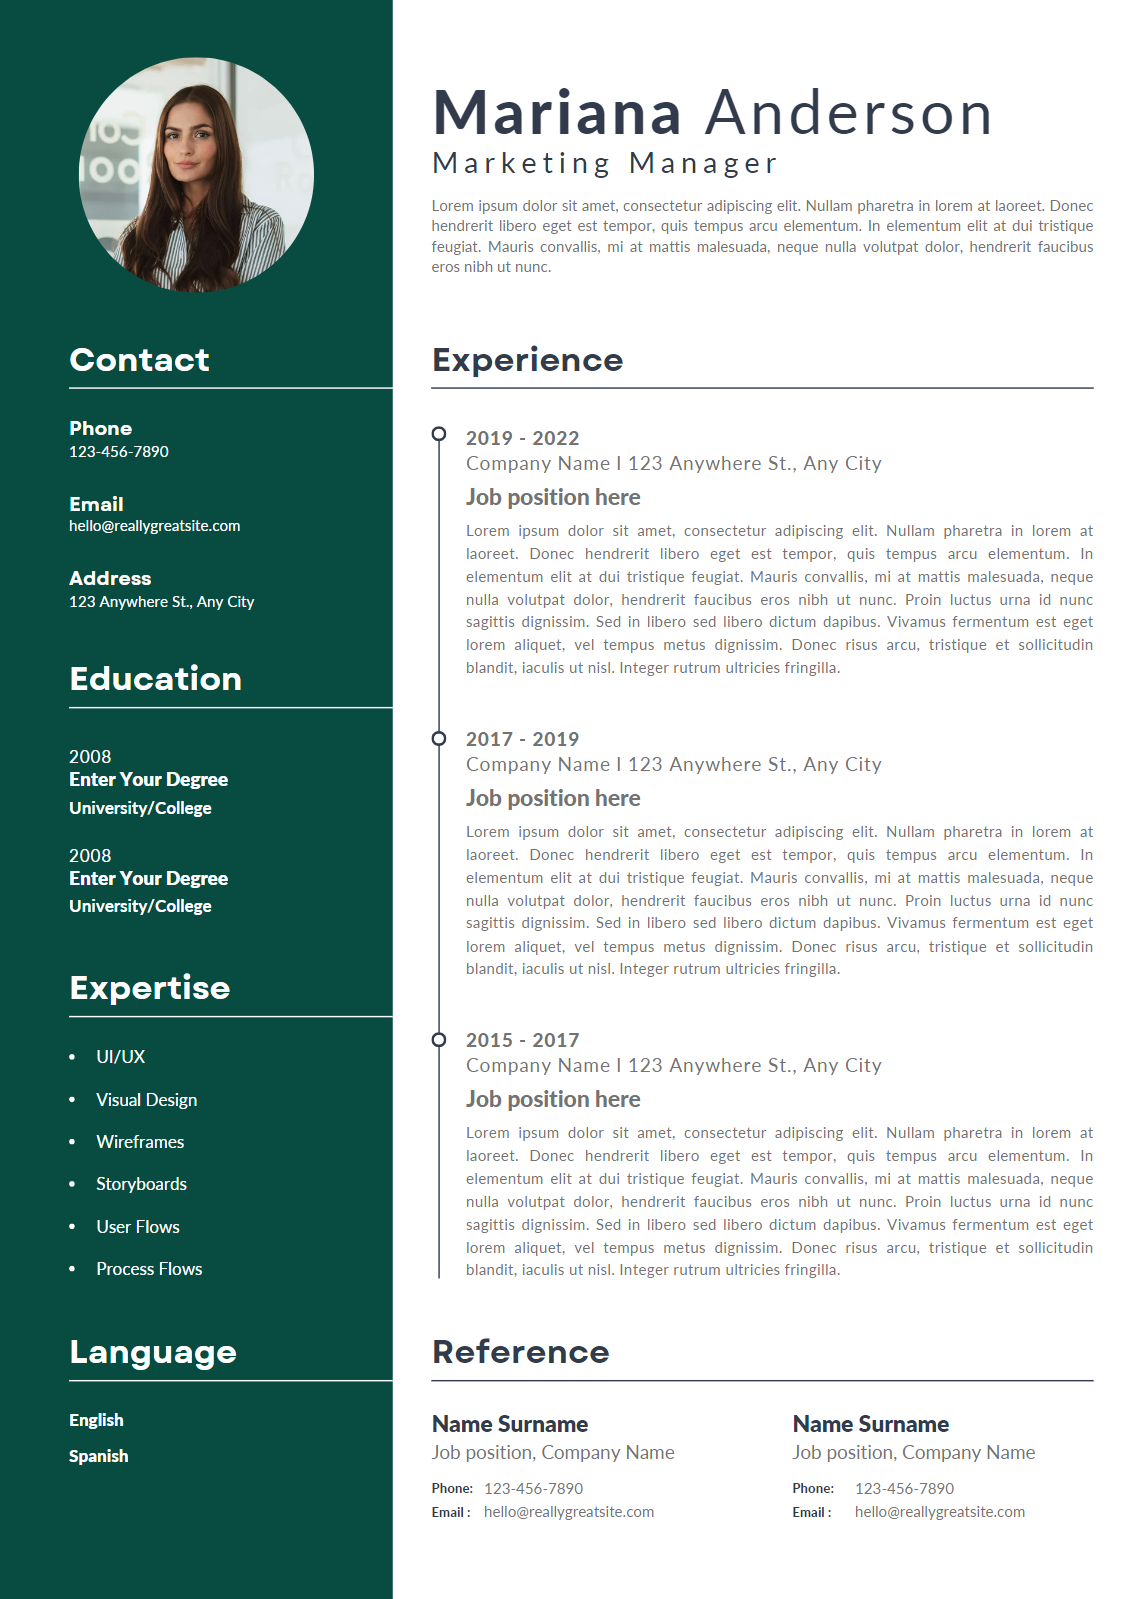 Mariana Anderson
Marketing Manager
Lorem ipsum dolor sit amet, consectetur adipiscing elit. Nullam pharetra in lorem at laoreet. Donec
hendrerit libero eget est tempor, quis tempus arcu elementum. In elementum elit at dui tristique
feugiat. Mauris convallis, mi at mattis malesuada, neque nulla volutpat dolor, hendrerit faucibus
eros nibh ut nunc.
Contact
Phone
123-456-7890
Email
hello@reallygreatsite.com
Address
123 Anywhere St., Any City
Education
2008
Enter Your Degree
University/College
2008
Enter Your Degree
University/College
Expertise
• UI/UX
• Visual Design
• Wireframes
• Storyboards
• User Flows
• Process Flows
Language
English
Spanish
Experience
2019 - 2022
Company Name I 123 Anywhere St., Any City
Job position here
Lorem ipsum dolor sit amet, consectetur adipiscing elit. Nullam pharetra in lorem at
laoreet. Donec hendrerit libero eget est tempor, quis tempus arcu elementum. In
elementum elit at dui tristique feugiat. Mauris convallis, mi at mattis malesuada, neque
nulla volutpat dolor, hendrerit faucibus eros nibh ut nunc. Proin luctus urna id nunc
sagittis dignissim. Sed in libero sed libero dictum dapibus. Vivamus fermentum est eget
lorem aliquet, vel tempus metus dignissim. Donec risus arcu, tristique et sollicitudin
blandit, iaculis ut nisl. Integer rutrum ultricies fringilla.
2017 - 2019
Company Name I 123 Anywhere St., Any City
Job position here
Lorem ipsum dolor sit amet, consectetur adipiscing elit. Nullam pharetra in lorem at
laoreet. Donec hendrerit libero eget est tempor, quis tempus arcu elementum. In
elementum elit at dui tristique feugiat. Mauris convallis, mi at mattis malesuada, neque
nulla volutpat dolor, hendrerit faucibus eros nibh ut nunc. Proin luctus urna id nunc
sagittis dignissim. Sed in libero sed libero dictum dapibus. Vivamus fermentum est eget
lorem aliquet, vel tempus metus dignissim. Donec risus arcu, tristique et sollicitudin
blandit, iaculis ut nisl. Integer rutrum ultricies fringilla.
2015 - 2017
Company Name I 123 Anywhere St., Any City
Job position here
Lorem ipsum dolor sit amet, consectetur adipiscing elit. Nullam pharetra in lorem at
laoreet. Donec hendrerit libero eget est tempor, quis tempus arcu elementum. In
elementum elit at dui tristique feugiat. Mauris convallis, mi at mattis malesuada, neque
nulla volutpat dolor, hendrerit faucibus eros nibh ut nunc. Proin luctus urna id nunc
sagittis dignissim. Sed in libero sed libero dictum dapibus. Vivamus fermentum est eget
lorem aliquet, vel tempus metus dignissim. Donec risus arcu, tristique et sollicitudin
blandit, iaculis ut nisl. Integer rutrum ultricies fringilla.
Reference
Name Surname
Job position, Company Name
Phone: 123-456-7890
Email : hello@reallygreatsite.com
Name Surname
Job position, Company Name
Phone: 123-456-7890
Email : hello@reallygreatsite.com